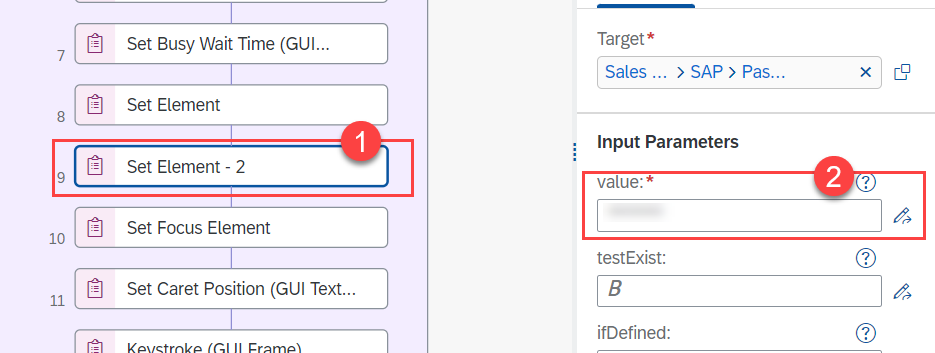 7
Set Busy Wait Time (GUI...
8
Set Element
1
9
Set Element - 2
10
Set Focus Element
11
Set Caret Position (GUI Text...
Keystroke (GUI Frame)
Target*
Sales ... > SAP > Pas... ×
Input Parameters
2
value:* ?
testExist: ?
B
ifDefined: ?